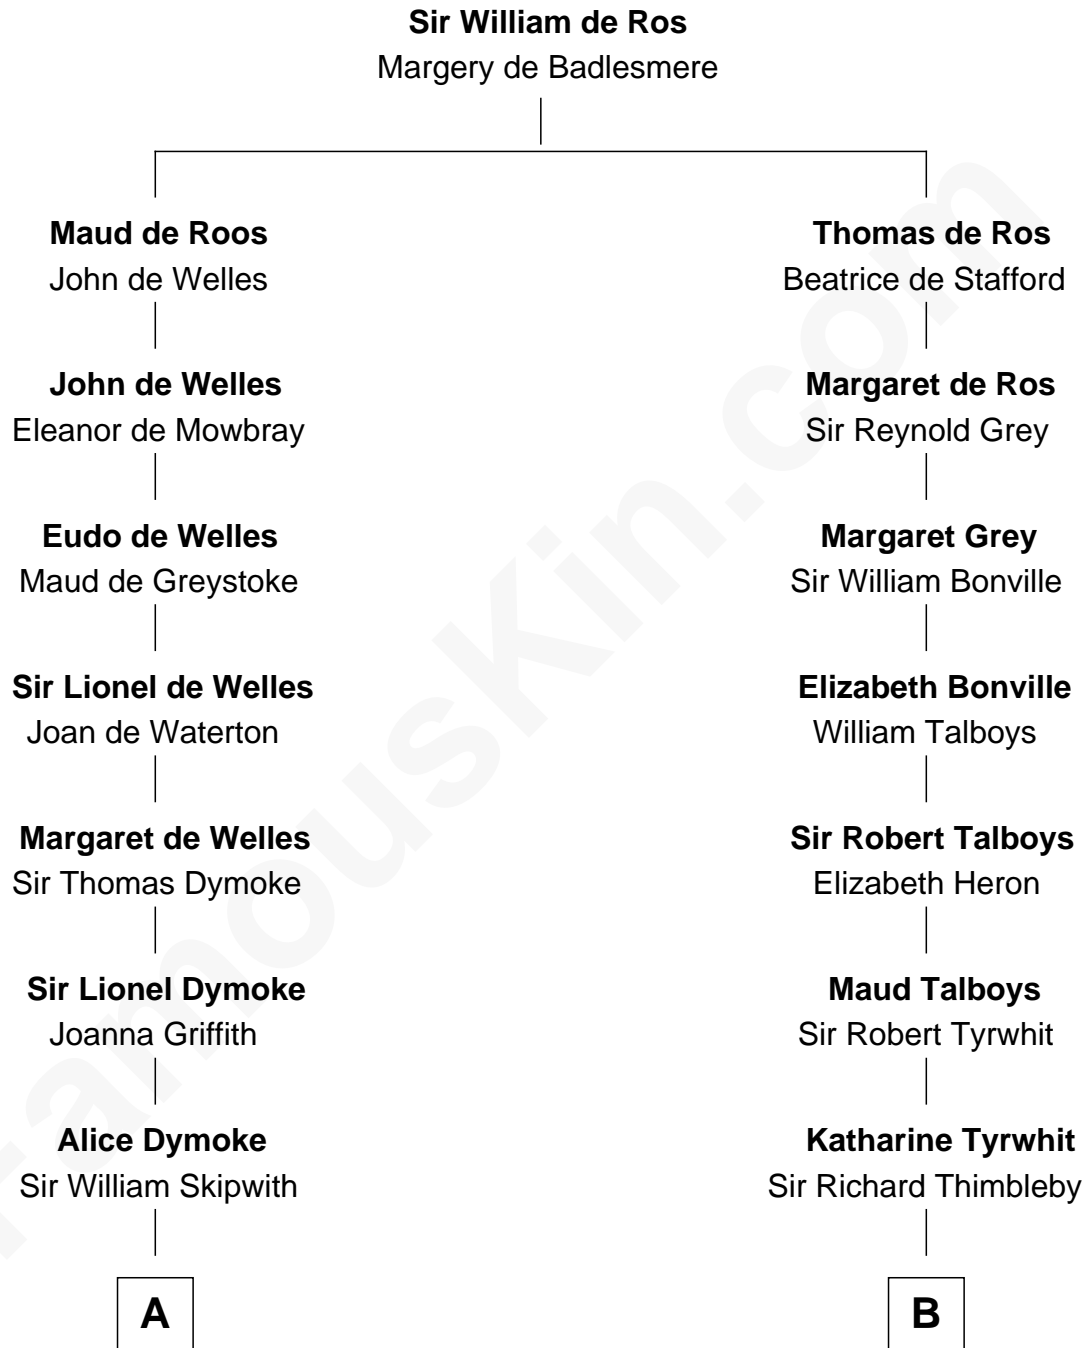 Sir William de Ros
Margery de Badlesmere
Maud de Roos
John de Welles
John de Welles
Eleanor de Mowbray
Eudo de Welles
Maud de Greystoke
Sir Lionel de Welles
Joan de Waterton
Margaret de Welles
Sir Thomas Dymoke
Sir Lionel Dymoke
Joanna Griffith
Alice Dymoke
Sir William Skipwith
A
Thomas de Ros
Beatrice de Stafford
Margaret de Ros
Sir Reynold Grey
Margaret Grey
Sir William Bonville
Elizabeth Bonville
William Talboys
Sir Robert Talboys
Elizabeth Heron
Maud Talboys
Sir Robert Tyrwhit
Katharine Tyrwhit
Sir Richard Thimbleby
B
FamousKin.com